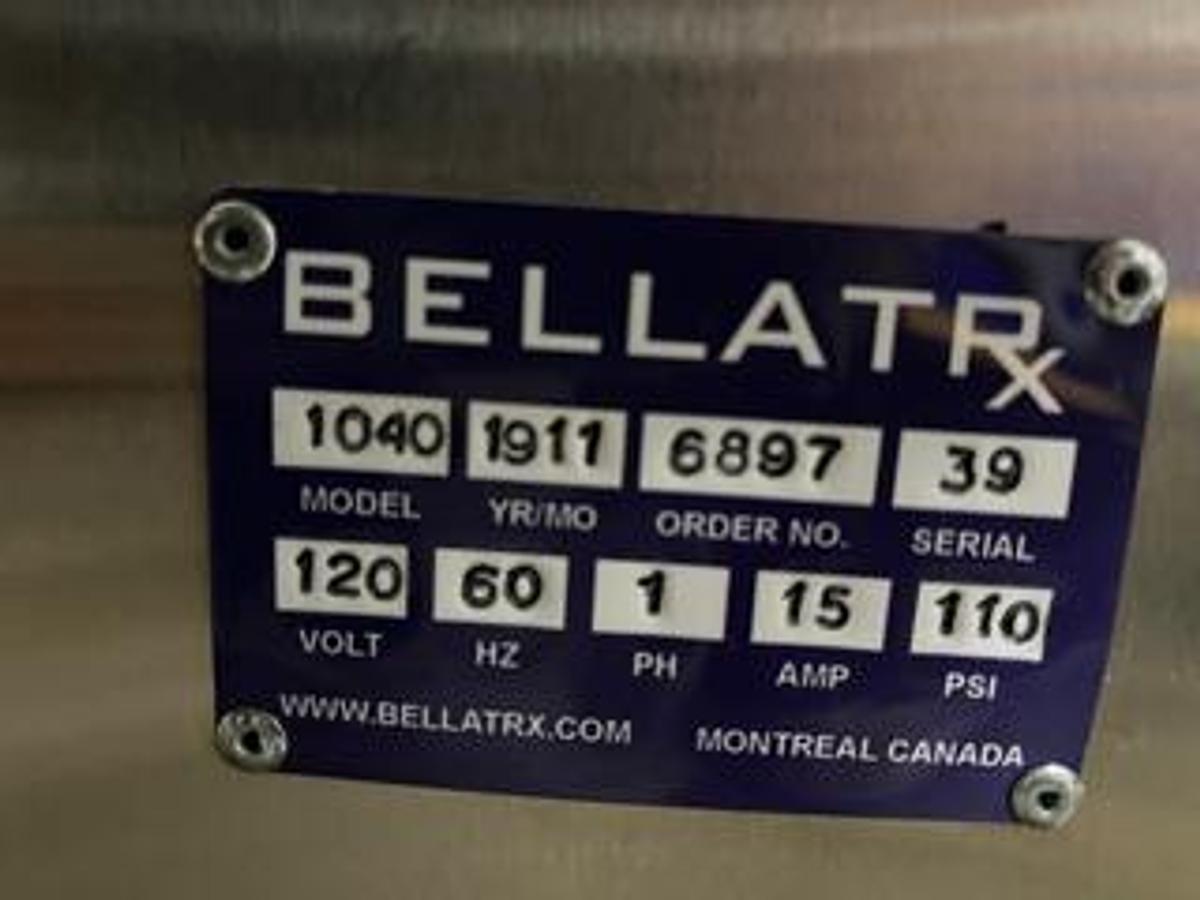 BELLATRX
1040 1911 6897 39
MODEL YR/MO ORDER NO. SERIAL
120 60 1 15 110
VOLT HZ PH AMP PSI
WWW.BELLATRX.COM MONTREAL CANADA